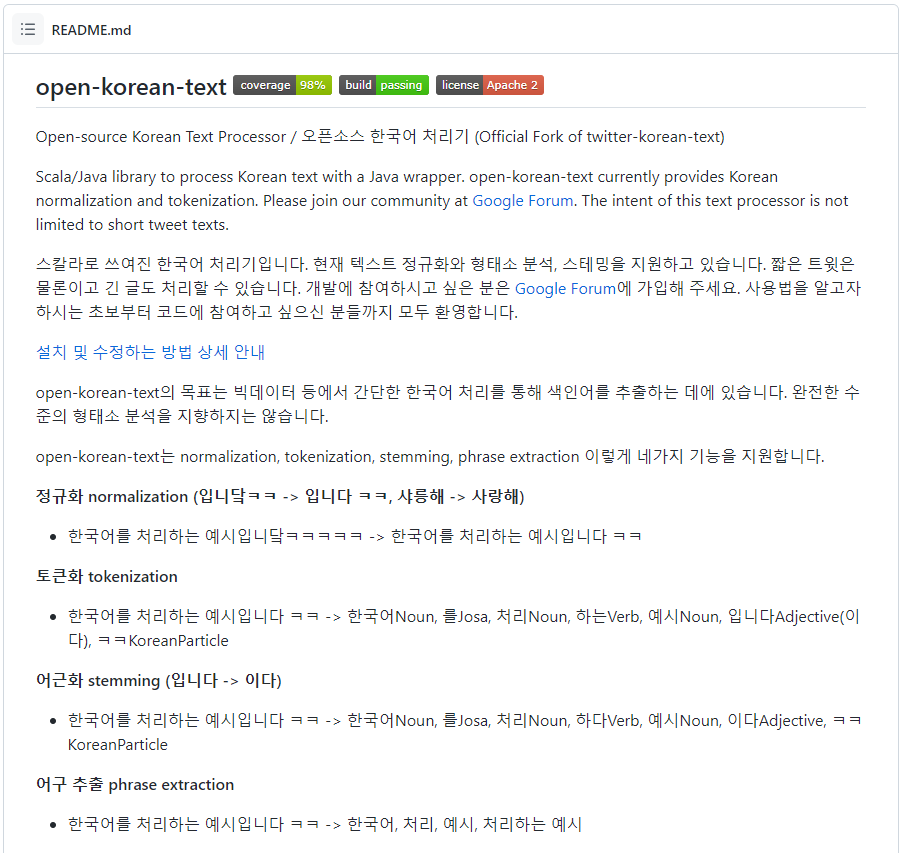 README.md
open-korean-text coverage 98% build passing license Apache 2
Open-source Korean Text Processor / 오픈소스 한국어 처리기 (Official Fork of twitter-korean-text)
Scala/Java library to process Korean text with a Java wrapper. open-korean-text currently provides Korean
normalization and tokenization. Please join our community at Google Forum. The intent of this text processor is not
limited to short tweet texts.
스칼라로 쓰여진 한국어 처리기입니다. 현재 텍스트 정규화와 형태소 분석, 스테밍을 지원하고 있습니다. 짧은 트윗은
물론이고 긴 글도 처리할 수 있습니다. 개발에 참여하시고 싶은 분은 Google Forum에 가입해 주세요. 사용법을 알고자
하시는 초보부터 코드에 참여하고 싶으신 분들까지 모두 환영합니다.
설치 및 수정하는 방법 상세 안내
open-korean-text의 목표는 빅데이터 등에서 간단한 한국어 처리를 통해 색인어를 추출하는 데에 있습니다. 완전한 수
준의 형태소 분석을 지향하지는 않습니다.
open-korean-text는 normalization, tokenization, stemming, phrase extraction 이렇게 네가지 기능을 지원합니다.
정규화 normalization (입니닼ㅋㅋ -> 입니다 ㅋㅋ, 샤릉해 -> 사랑해)
• 한국어를 처리하는 예시입니닼ㅋㅋㅋㅋㅋ -> 한국어를 처리하는 예시입니다 ㅋㅋ
토큰화 tokenization
• 한국어를 처리하는 예시입니다 ㅋㅋ -> 한국어Noun, 를Josa, 처리Noun, 하는Verb, 예시Noun, 입니다Adjective(이
다), ㅋㅋKoreanParticle
어근화 stemming (입니다 -> 이다)
• 한국어를 처리하는 예시입니다 ㅋㅋ -> 한국어Noun, 를Josa, 처리Noun, 하다Verb, 예시Noun, 이다Adjective, ㅋㅋ
KoreanParticle
어구 추출 phrase extraction
• 한국어를 처리하는 예시입니다 ㅋㅋ -> 한국어, 처리, 예시, 처리하는 예시